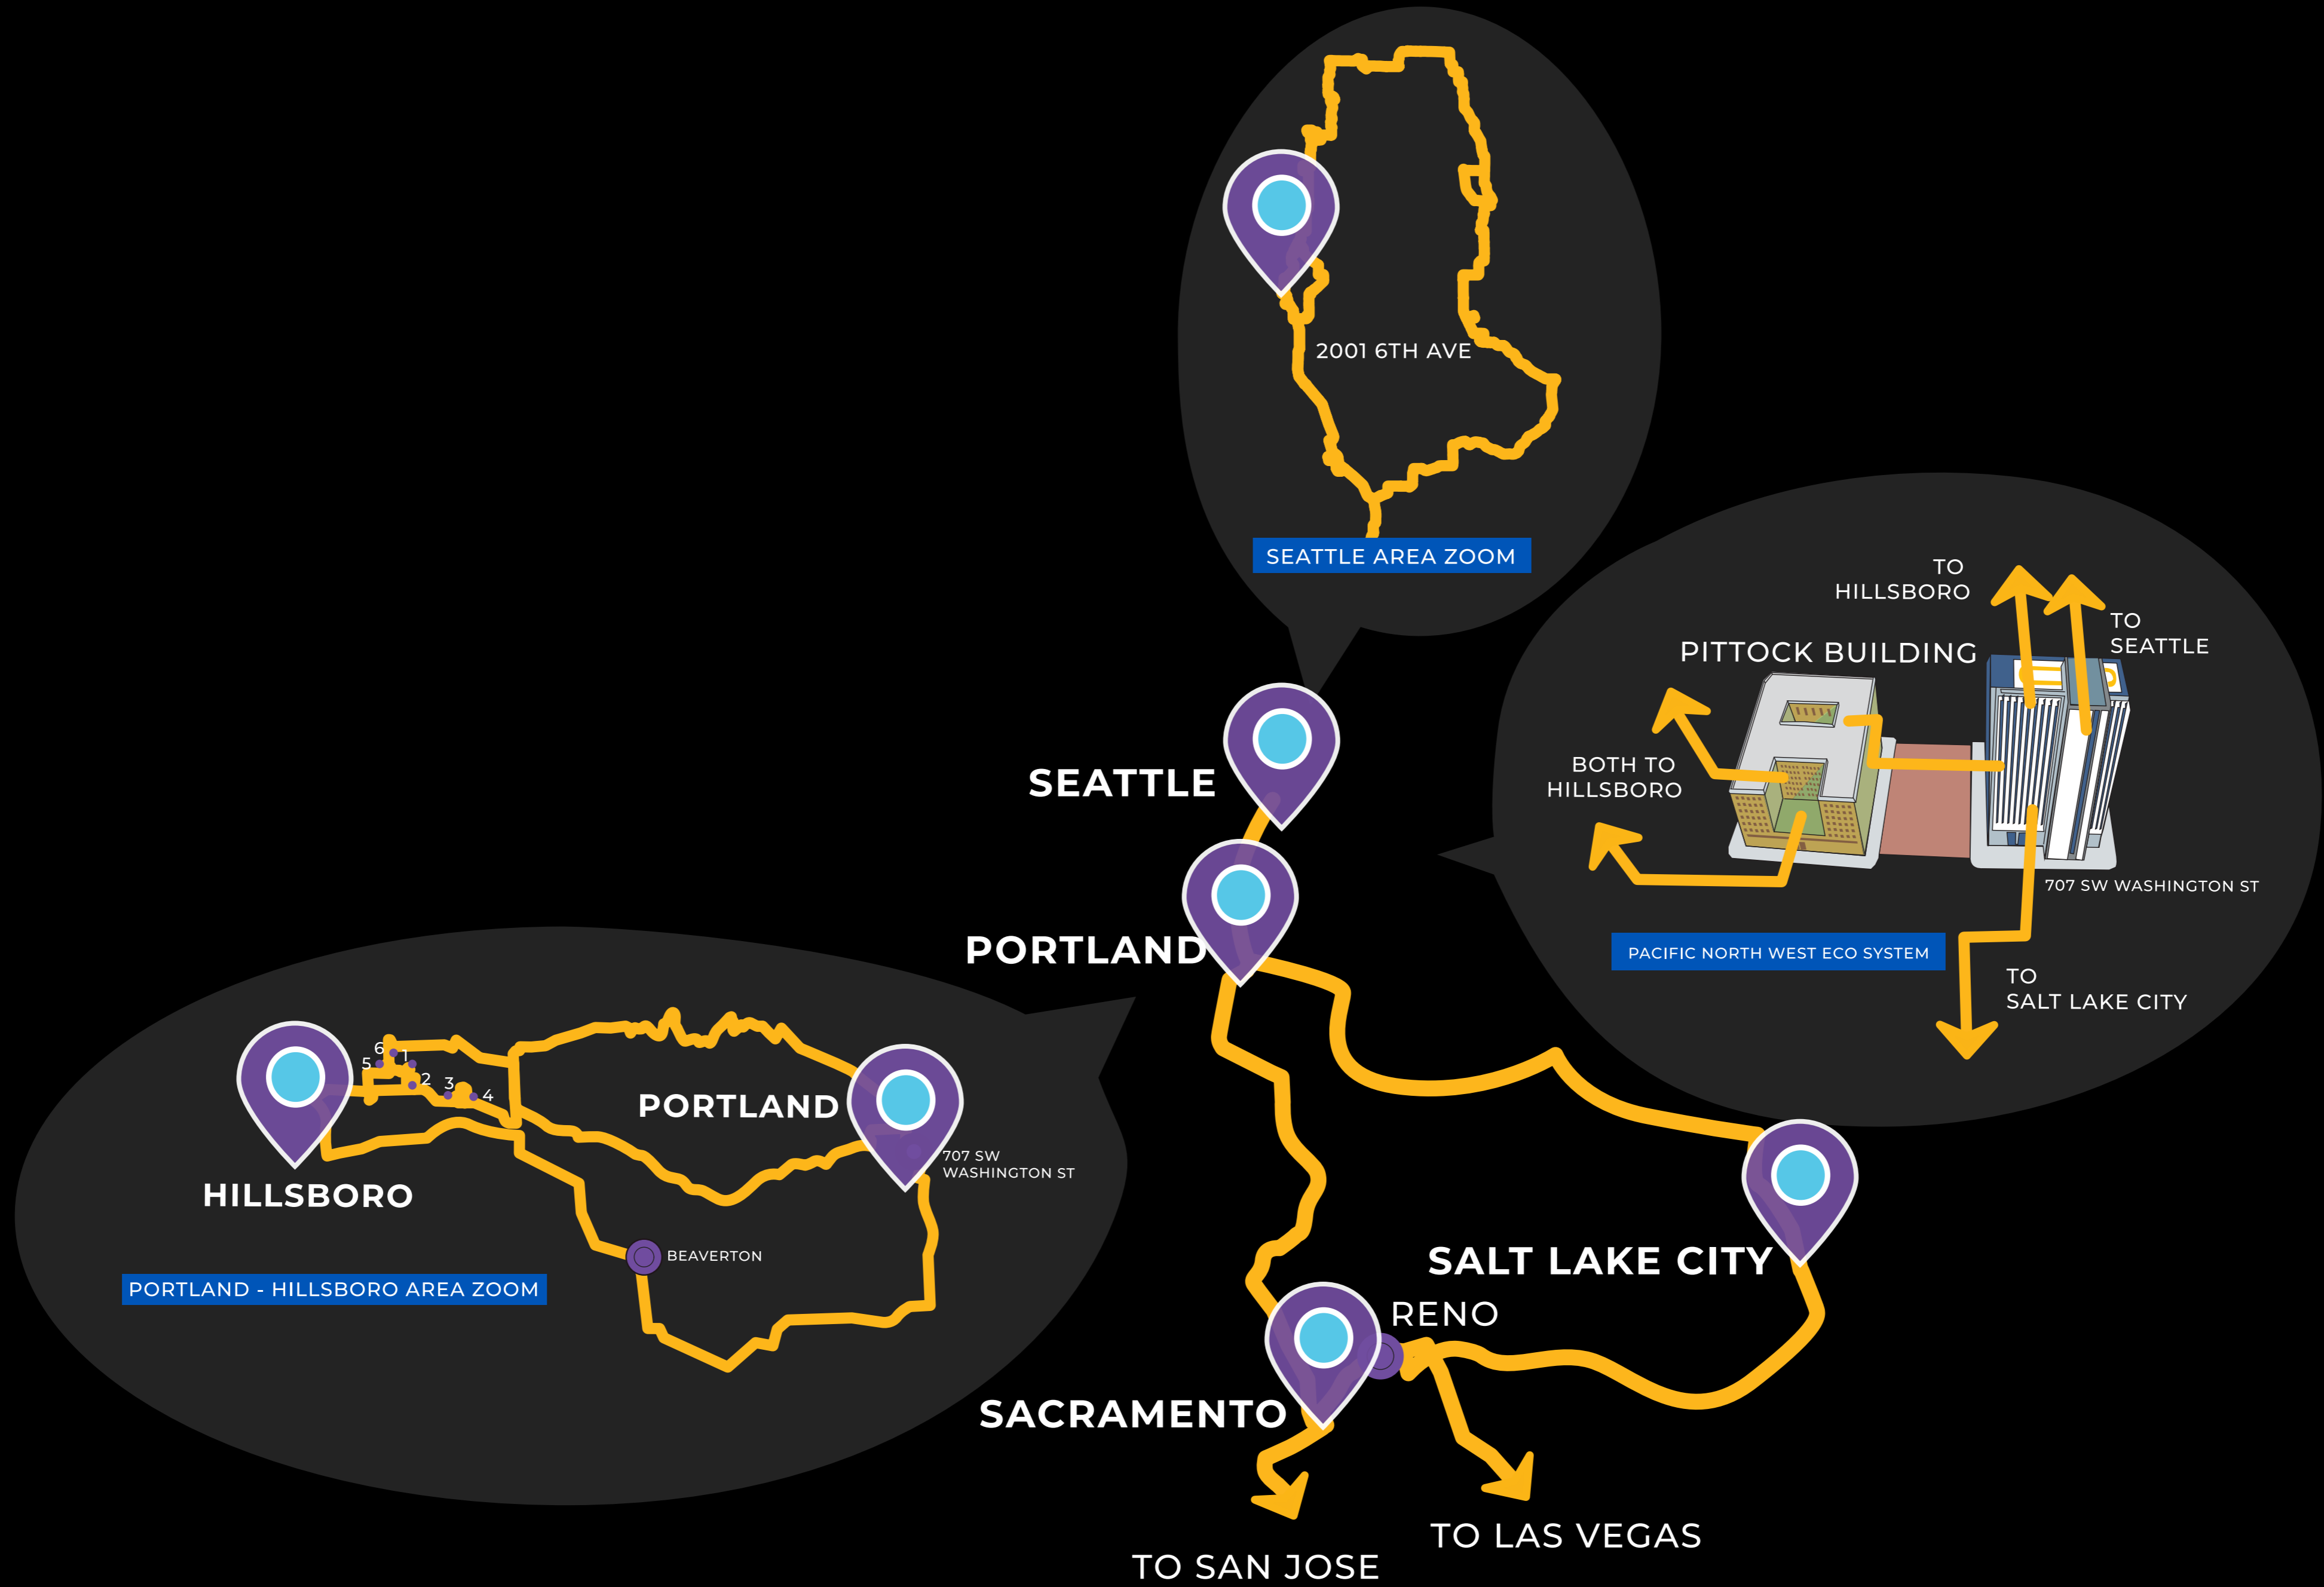 2001 6TH AVE
SEATTLE AREA ZOOM
TO
HILLSBORO
TO
SEATTLE
PITTOCK BUILDING
BOTH TO
HILLSBORO
707 SW WASHINGTON ST
PACIFIC NORTH WEST ECO SYSTEM
TO
SALT LAKE CITY
SEATTLE
PORTLAND
6
1
5
2
3
4
PORTLAND
707 SW
WASHINGTON ST
HILLSBORO
BEAVERTON
PORTLAND - HILLSBORO AREA ZOOM
SALT LAKE CITY
RENO
SACRAMENTO
TO LAS VEGAS
TO SAN JOSE